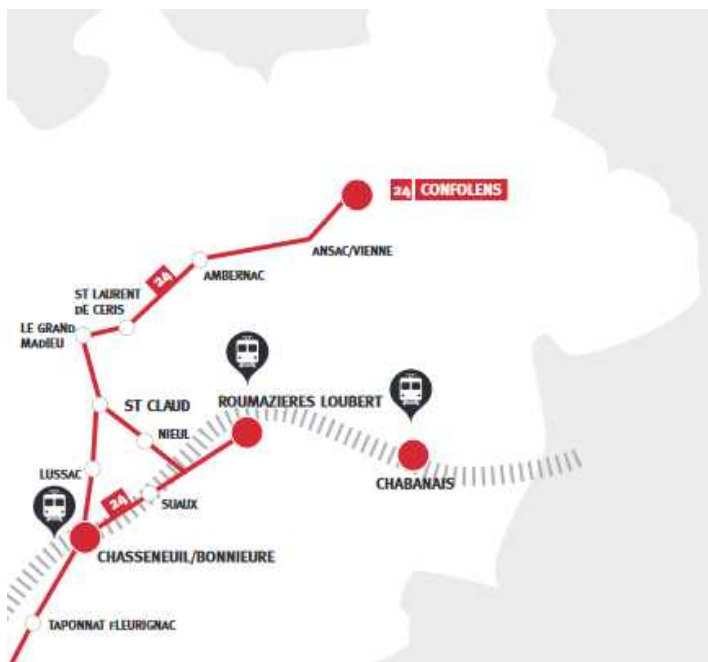 24 CONFOLENS
ANSAC/VIENNE
AMBERNAC
24
ST LAURENT
DE CERIS
LE GRAND
MADIEU
ROUMAZIERES LOUBERT
ST CLAUD
NIEUL
CHABANAIS
LUSSAC
24
SUAUX
CHASSENEUIL/BONNIEURE
TAPONNAT FLEURIGNAC